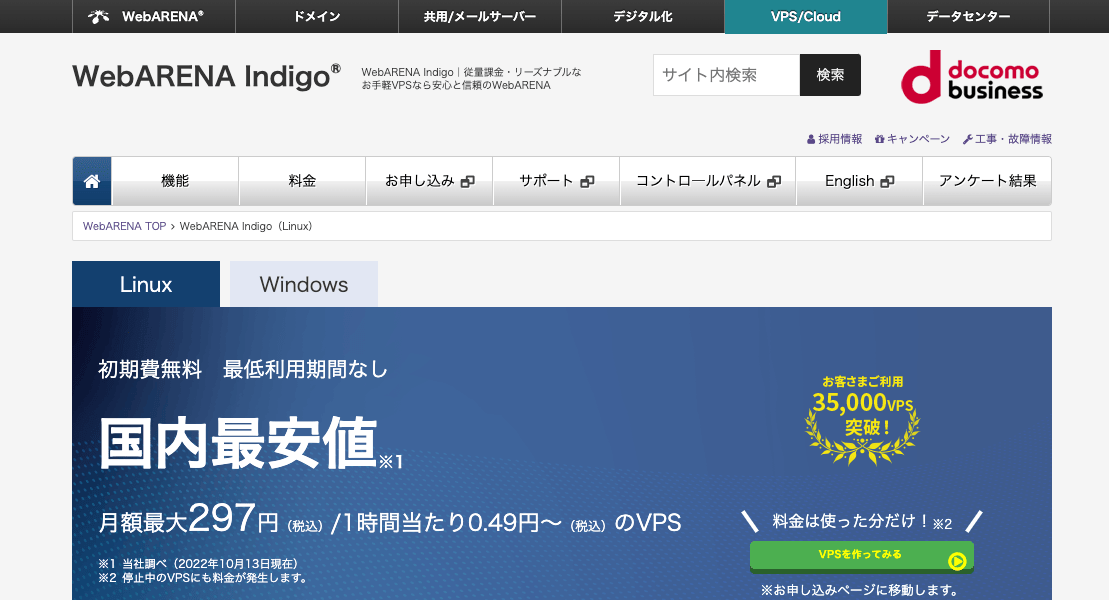 WebARENA® ドメイン 共用/メールサーバー デジタル化 VPS/Cloud データセンター
WebARENA Indigo®
WebARENA Indigo｜従量課金・リーズナブルな
お手軽VPSなら安心と信頼のWebARENA
サイト内検索 検索
docomo
business
採用情報 キャンペーン 工事・故障情報
機能 料金 お申し込み サポート コントロールパネル English アンケート結果
WebARENA TOP › WebARENA Indigo（Linux）
Linux Windows
初期費無料　最低利用期間なし
国内最安値※1
月額最大297円（税込）/1時間当たり0.49円～（税込）のVPS
※1 当社調べ（2022年10月13日現在）
※2 停止中のVPSにも料金が発生します。
お客さまご利用
35,000VPS
突破！
料金は使った分だけ！※2
VPSを作ってみる
※お申し込みページに移動します。